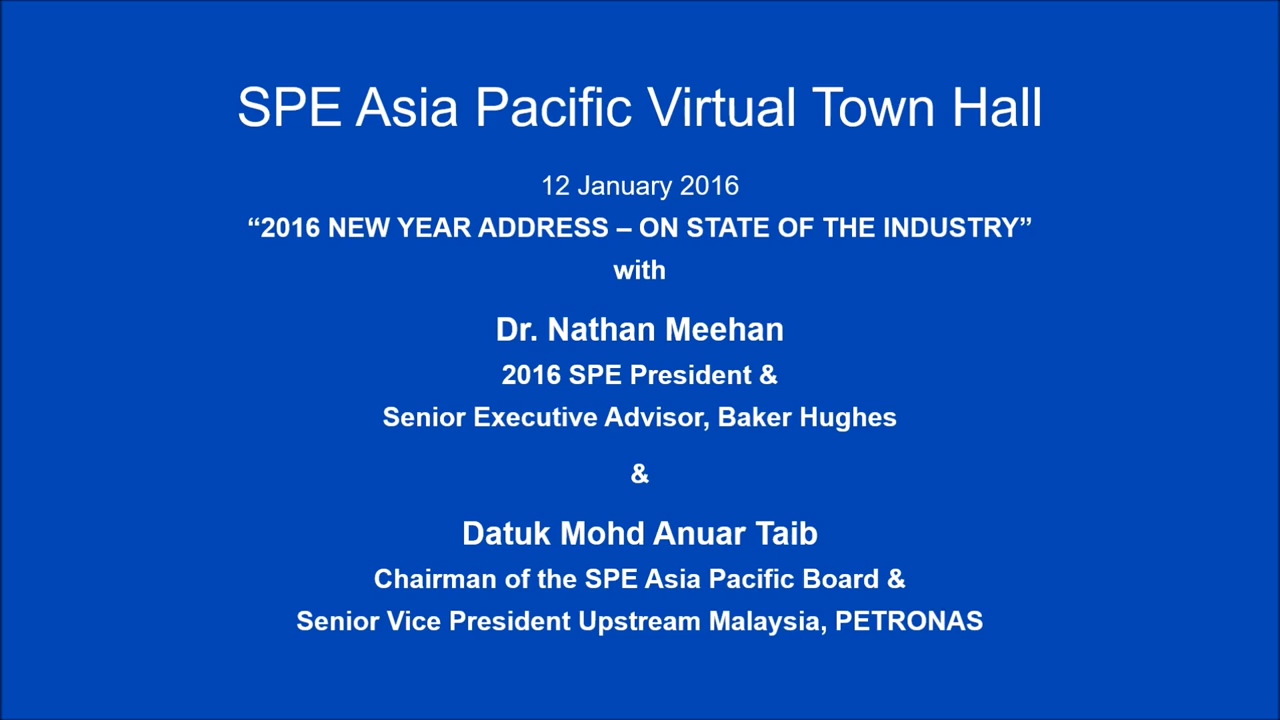 SPE Asia Pacific Virtual Town Hall
12 January 2016
“2016 NEW YEAR ADDRESS – ON STATE OF THE INDUSTRY”
with
Dr. Nathan Meehan
2016 SPE President &
Senior Executive Advisor, Baker Hughes
&
Datuk Mohd Anuar Taib
Chairman of the SPE Asia Pacific Board &
Senior Vice President Upstream Malaysia, PETRONAS